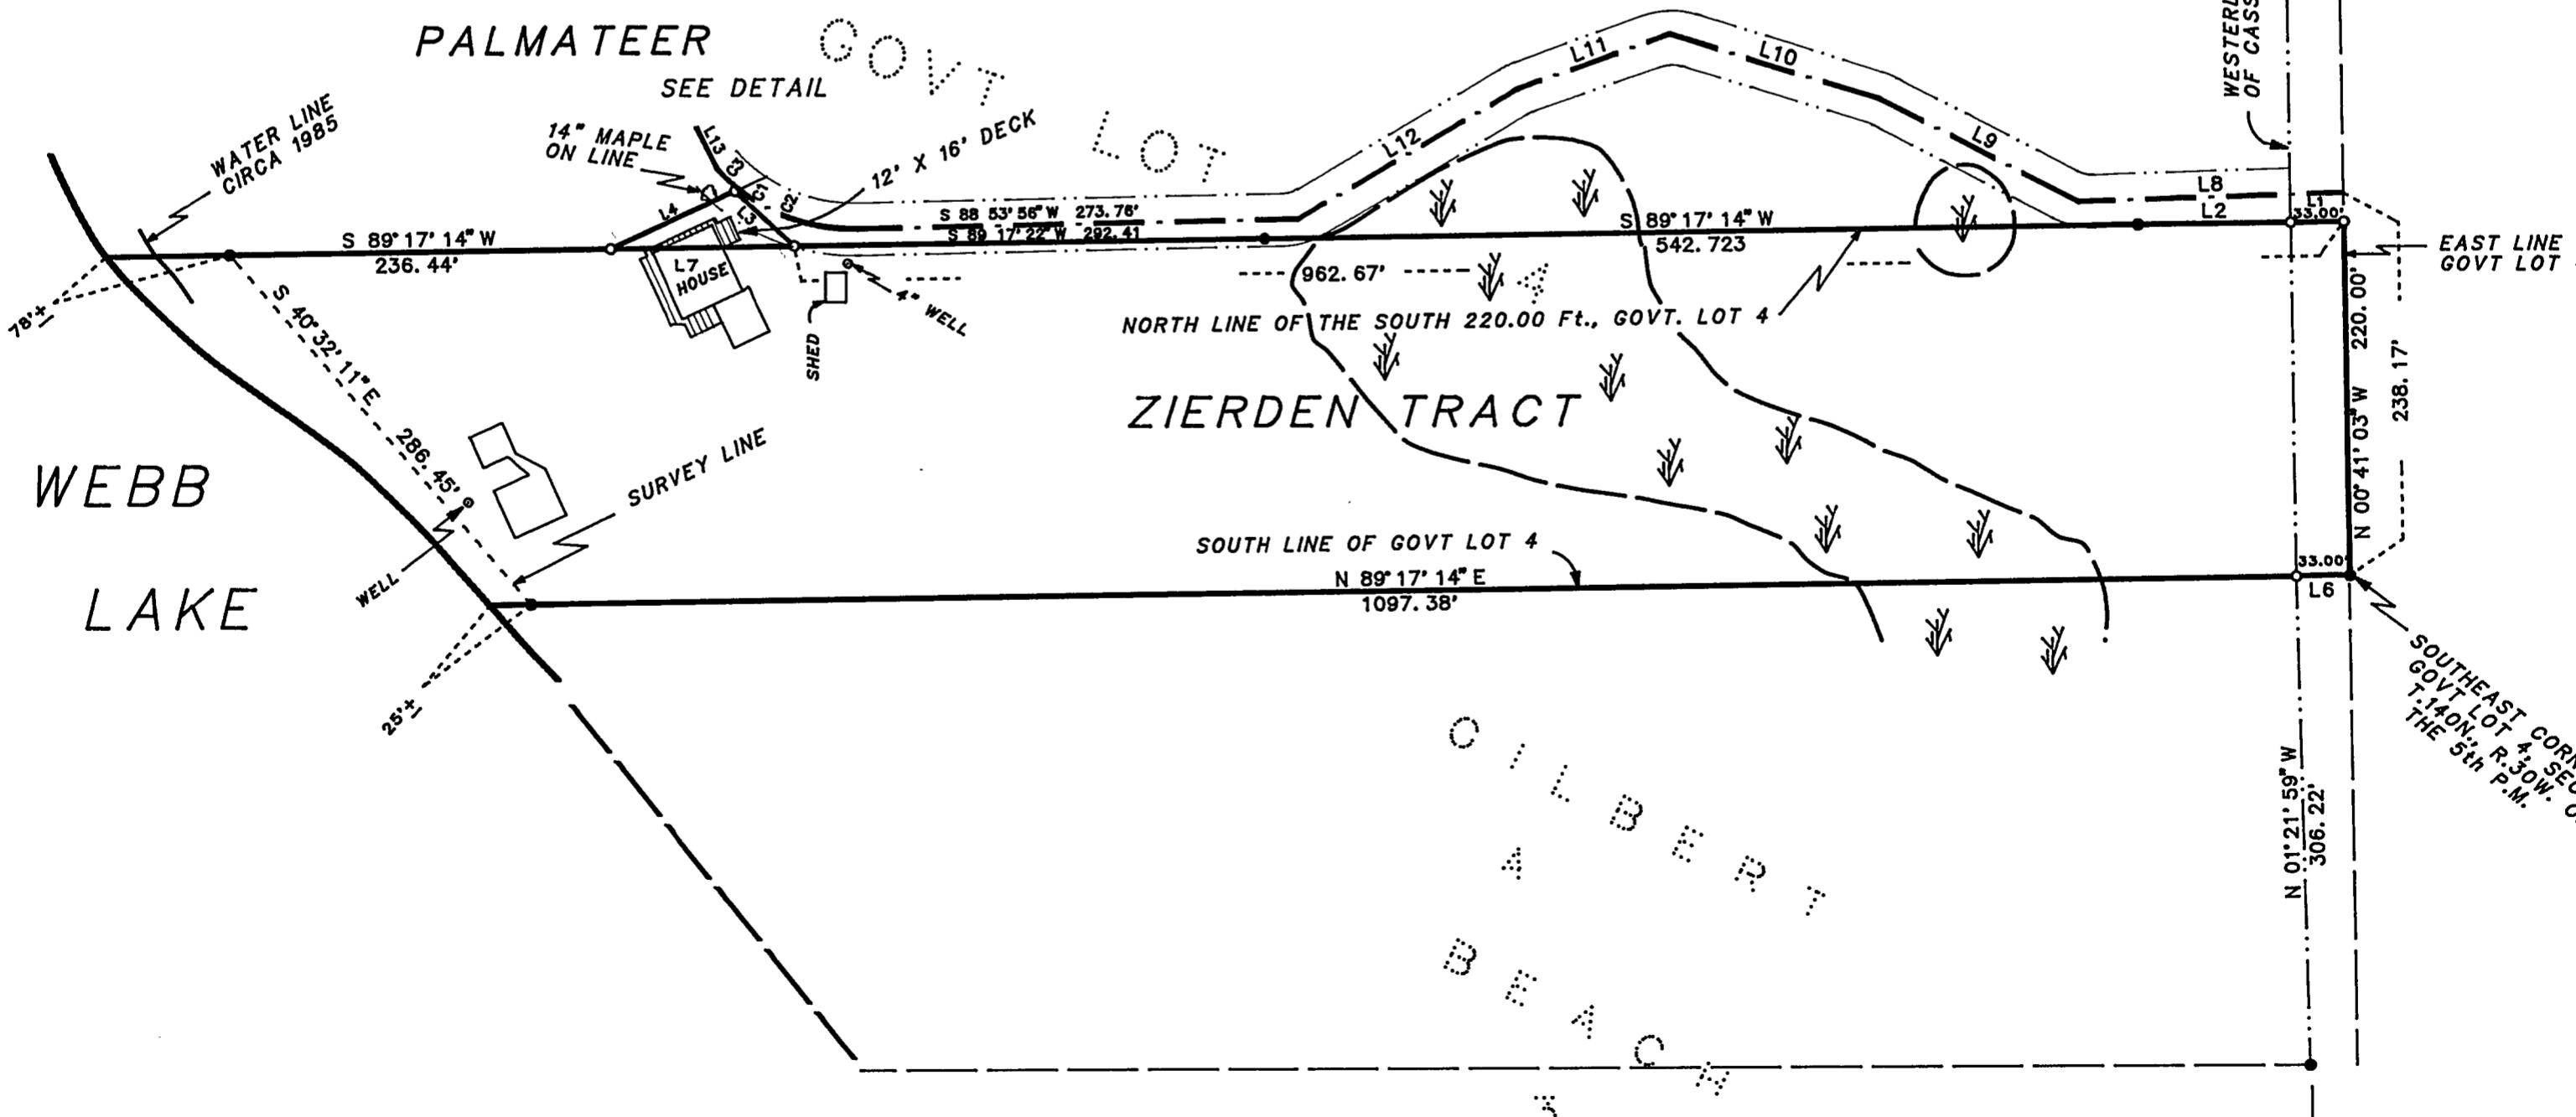 PALMATEER
SEE DETAIL
GOVT LOT
4
WESTERL
OF CASS
WATER LINE
CIRCA 1985
14" MAPLE
ON LINE
12' X 16' DECK
L13
C3
C1
C2
L3
L4
L12
L11
L10
L9
L8
L1
L2
33.00'
S 88 53' 56" W 273.76'
S 89 17' 22" W 292.41
S 89° 17' 14" W
542.723
S 89° 17' 14" W
236.44'
L7
HOUSE
4" WELL
SHED
962.67'
EAST LINE
GOVT LOT
78'±
NORTH LINE OF THE SOUTH 220.00 Ft., GOVT. LOT 4
220.00'
N 00° 41' 03" W
238.17'
S 40° 32' 11" E
286.45'
ZIERDEN TRACT
WEBB
LAKE
SURVEY LINE
WELL
SOUTH LINE OF GOVT LOT 4
N 89° 17' 14" E
1097.38'
33.00'
L6
25'±
SOUTHEAST CORN
GOVT LOT 4, SEC
T.140N., R.30W. O
THE 5th P.M.
N 01° 21' 59" W
306.22'
GILBERT
A
BEACH
3